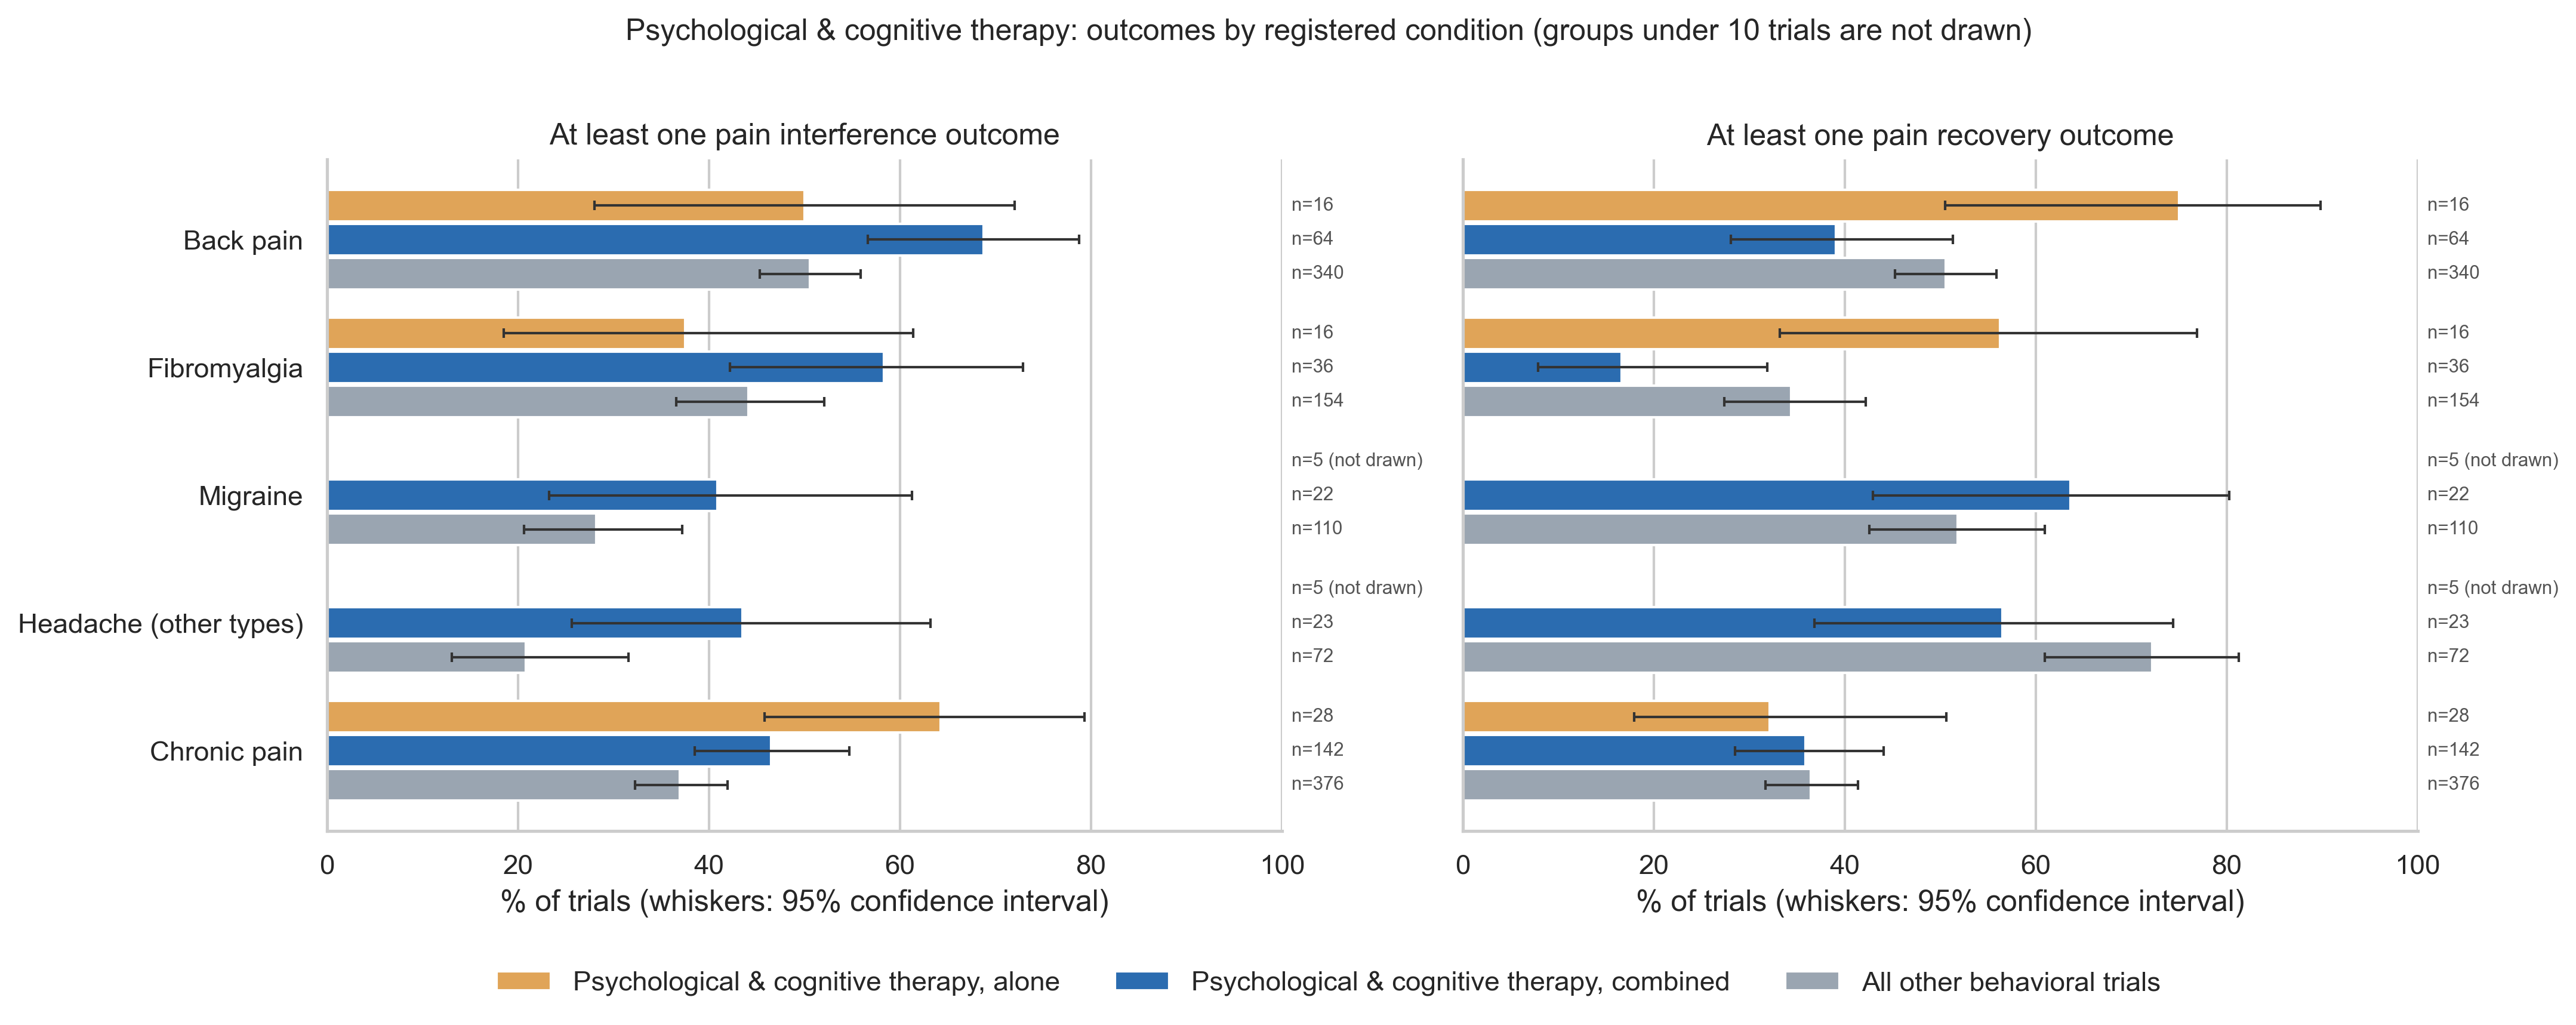 Psychological & cognitive therapy: outcomes by registered condition (groups under 10 trials are not drawn)
At least one pain interference outcome
Back pain
Fibromyalgia
Migraine
Headache (other types)
Chronic pain
n=16
n=64
n=340
n=16
n=36
n=154
n=5 (not drawn)
n=22
n=110
n=5 (not drawn)
n=23
n=72
n=28
n=142
n=376
0 20 40 60 80 100
% of trials (whiskers: 95% confidence interval)
At least one pain recovery outcome
n=16
n=64
n=340
n=16
n=36
n=154
n=5 (not drawn)
n=22
n=110
n=5 (not drawn)
n=23
n=72
n=28
n=142
n=376
0 20 40 60 80 100
% of trials (whiskers: 95% confidence interval)
Psychological & cognitive therapy, alone
Psychological & cognitive therapy, combined
All other behavioral trials